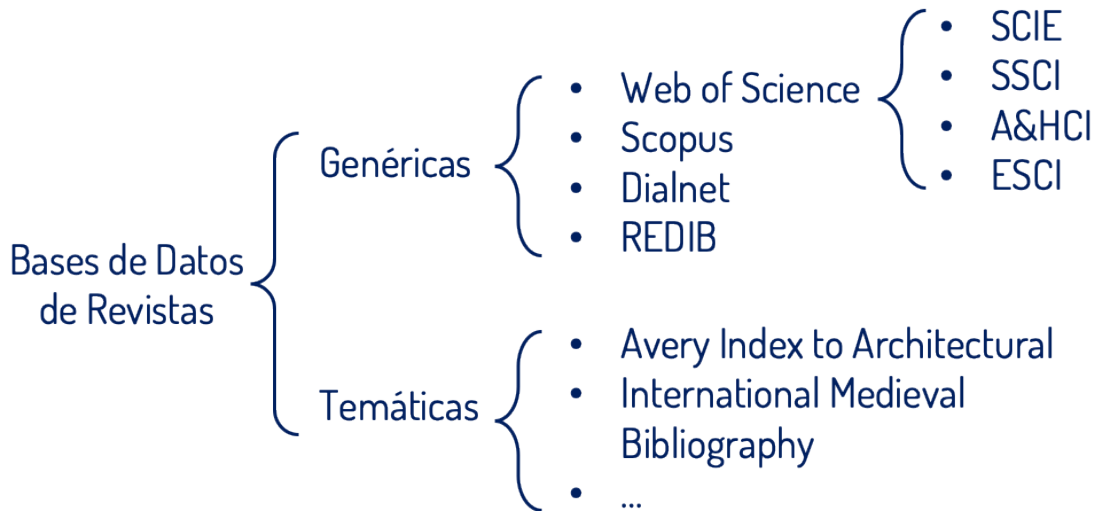 Bases de Datos
de Revistas
Genéricas
• Web of Science
• Scopus
• Dialnet
• REDIB
• SCIE
• SSCI
• A&HCI
• ESCI
Temáticas
• Avery Index to Architectural
• International Medieval
Bibliography
• ...